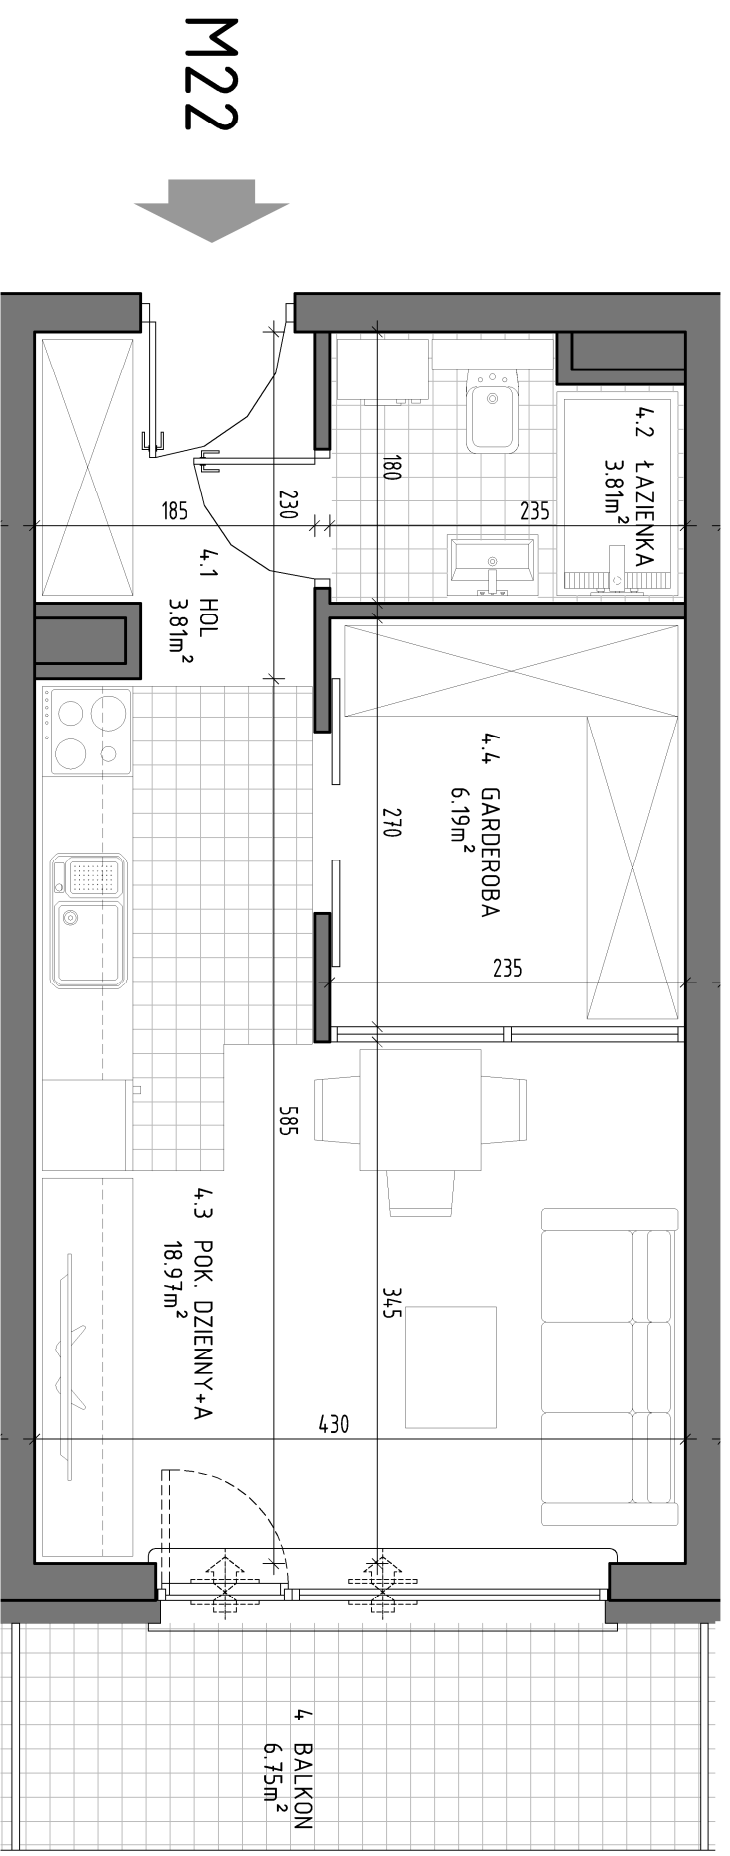 M22
180
4.2 ŁAZIENKA
3.81m²
185
230
235
4.1 HOL
3.81m²
4.4 GARDEROBA
6.19m²
270
235
585
4.3 POK. DZIENNY+A
18.97m²
345
430
4 BALKON
6.75m²